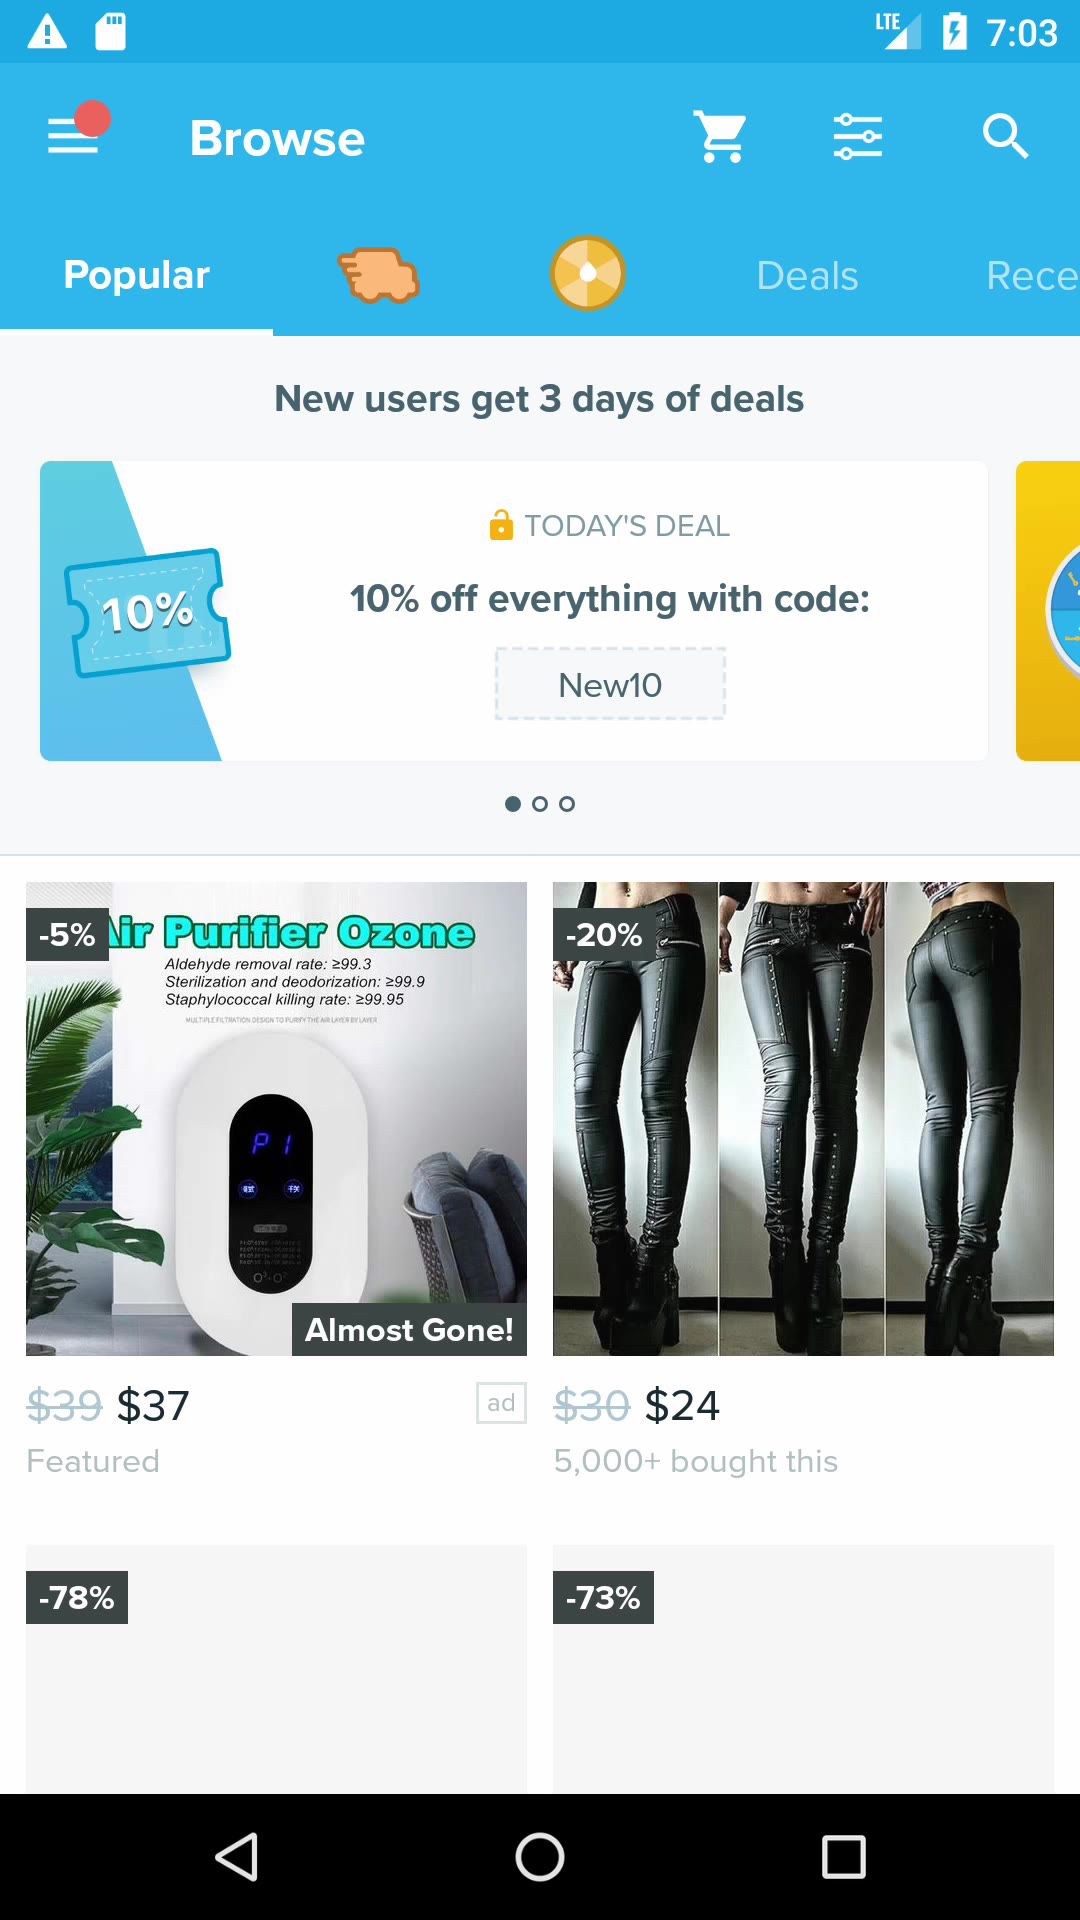 LTE 7:03
Browse
Popular
Deals
Rece
New users get 3 days of deals
TODAY'S DEAL
10% off everything with code:
10%
New10
-5%
Air Purifier Ozone
Aldehyde removal rate: ≥99.3
Sterilization and deodorization: ≥99.9
Staphylococcal killing rate: ≥99.95
MULTIPLE FILTRATION DESIGN TO PURIFY THE AIR LAYER BY LAYER
P1
Almost Gone!
-20%
$39 $37
ad
Featured
$30 $24
5,000+ bought this
-78%
-73%